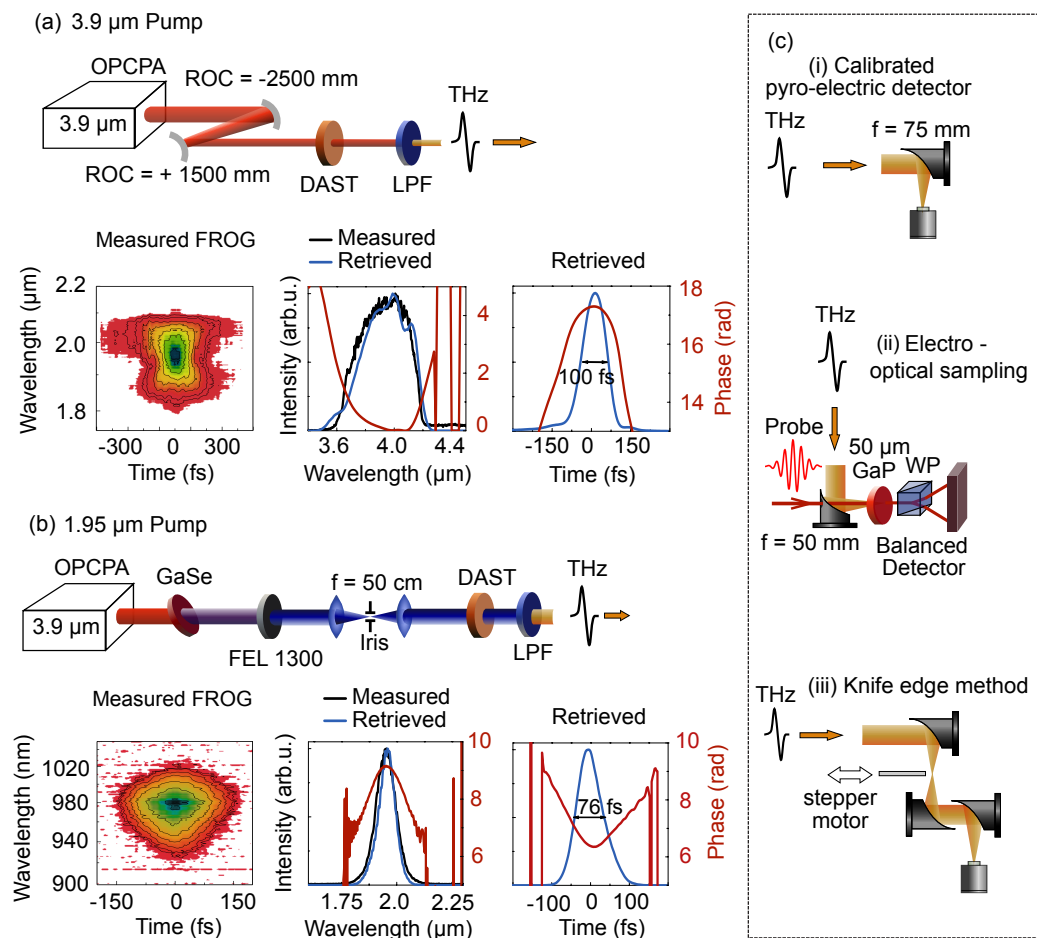 (a) 3.9 µm Pump
OPCPA
3.9 µm
ROC = -2500 mm
ROC = + 1500 mm
DAST
LPF
THz
Measured FROG
Measured
Retrieved
Retrieved
Wavelength (µm)
2.2
2.0
1.8
-300
0
300
Time (fs)
Intensity (arb.u.)
3.6
4.0
4.4
Wavelength (µm)
4
2
0
100 fs
-150
0
150
Time (fs)
18
16
14
Phase (rad)
(b) 1.95 µm Pump
OPCPA
3.9 µm
GaSe
FEL 1300
f = 50 cm
Iris
DAST
LPF
THz
Measured FROG
Measured
Retrieved
Retrieved
Wavelength (nm)
1020
980
940
900
-150
0
150
Time (fs)
Intensity (arb.u.)
1.75
2.0
2.25
Wavelength (µm)
10
8
6
76 fs
-100
0
100
Time (fs)
10
8
6
Phase (rad)
(c)
(i) Calibrated
pyro-electric detector
THz
f = 75 mm
THz
(ii) Electro -
optical sampling
Probe
50 µm
GaP
WP
f = 50 mm
Balanced
Detector
(iii) Knife edge method
THz
stepper
motor